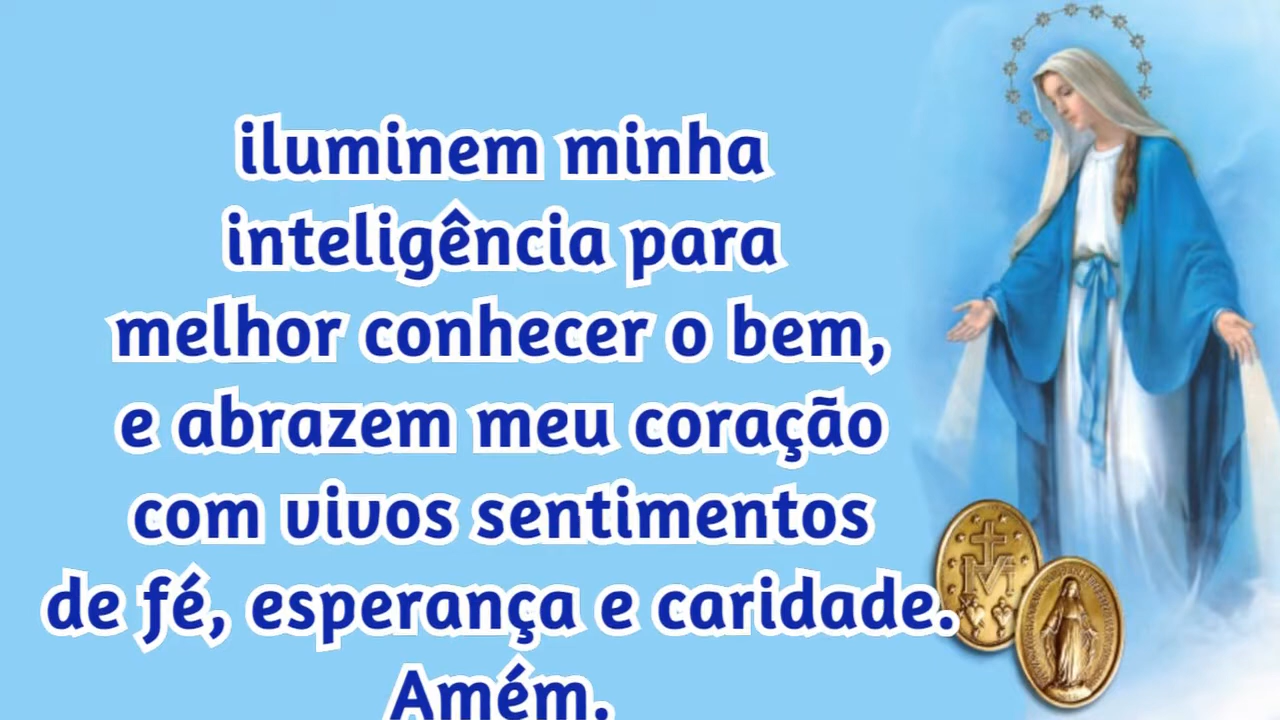 iluminem minha
inteligência para
melhor conhecer o bem,
e abrazem meu coração
com vivos sentimentos
de fé, esperança e caridade.
Amém.